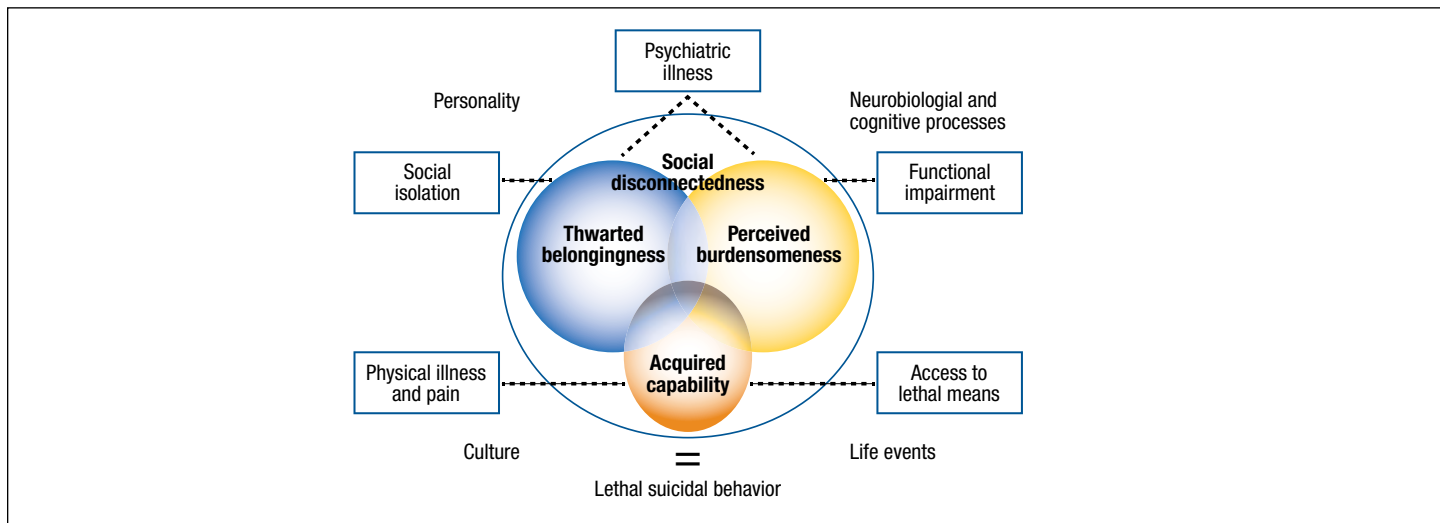 Psychiatric
illness
Personality
Neurobiologial and
cognitive processes
Social
isolation
Social
disconnectedness
Functional
impairment
Thwarted
belongingness
Perceived
burdensomeness
Physical illness
and pain
Acquired
capability
Access to
lethal means
Culture
=
Life events
Lethal suicidal behavior